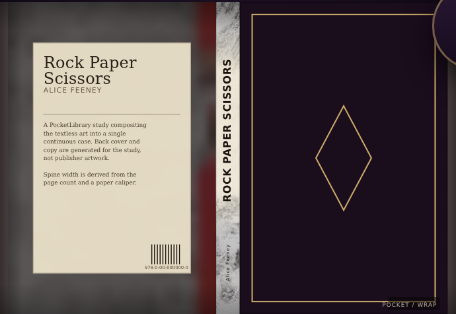 Rock Paper
Scissors
ALICE FEENEY
A PocketLibrary study compositing
the textless art into a single
continuous case. Back cover and
copy are generated for the study,
not publisher artwork.
Spine width is derived from the
page count and a paper caliper.
ROCK PAPER SCISSORS
Alice Feeney
POCKET / WRAP